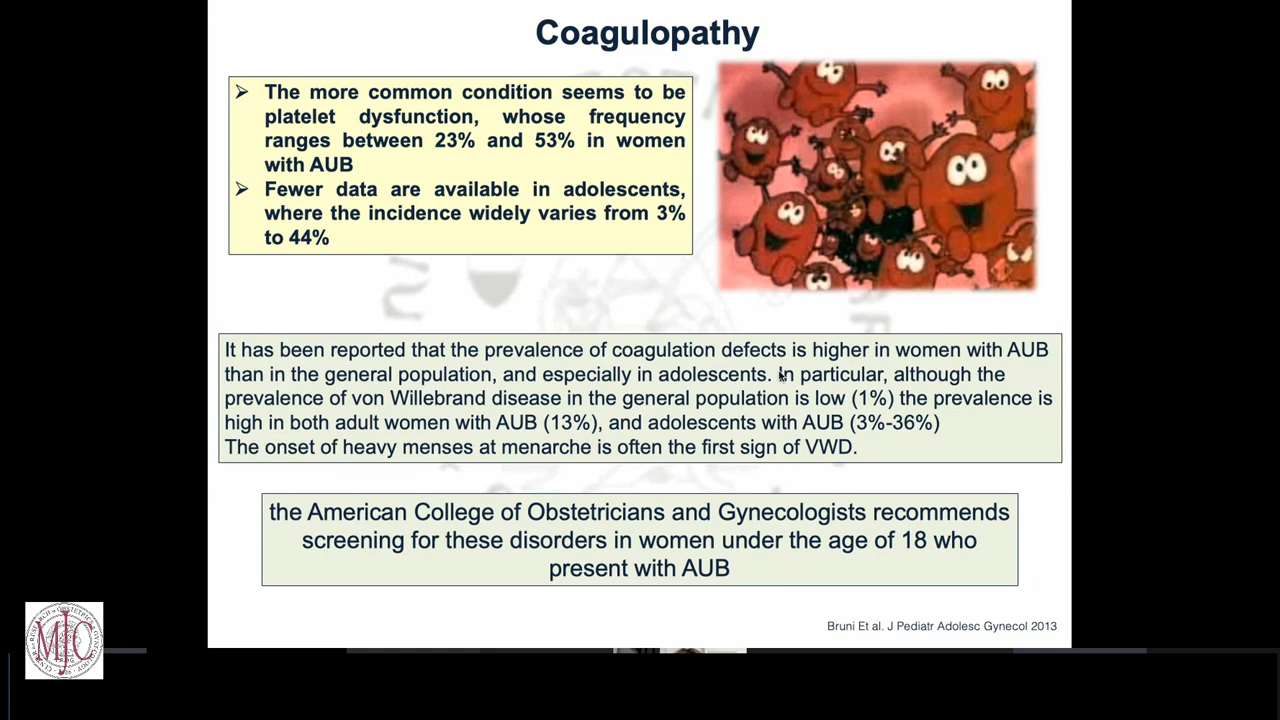 Coagulopathy
The more common condition seems to be
platelet dysfunction, whose frequency
ranges between 23% and 53% in women
with AUB
Fewer data are available in adolescents,
where the incidence widely varies from 3%
to 44%
It has been reported that the prevalence of coagulation defects is higher in women with AUB
than in the general population, and especially in adolescents. In particular, although the
prevalence of von Willebrand disease in the general population is low (1%) the prevalence is
high in both adult women with AUB (13%), and adolescents with AUB (3%-36%)
The onset of heavy menses at menarche is often the first sign of VWD.
the American College of Obstetricians and Gynecologists recommends
screening for these disorders in women under the age of 18 who
present with AUB
Bruni Et al. J Pediatr Adolesc Gynecol 2013
MJC